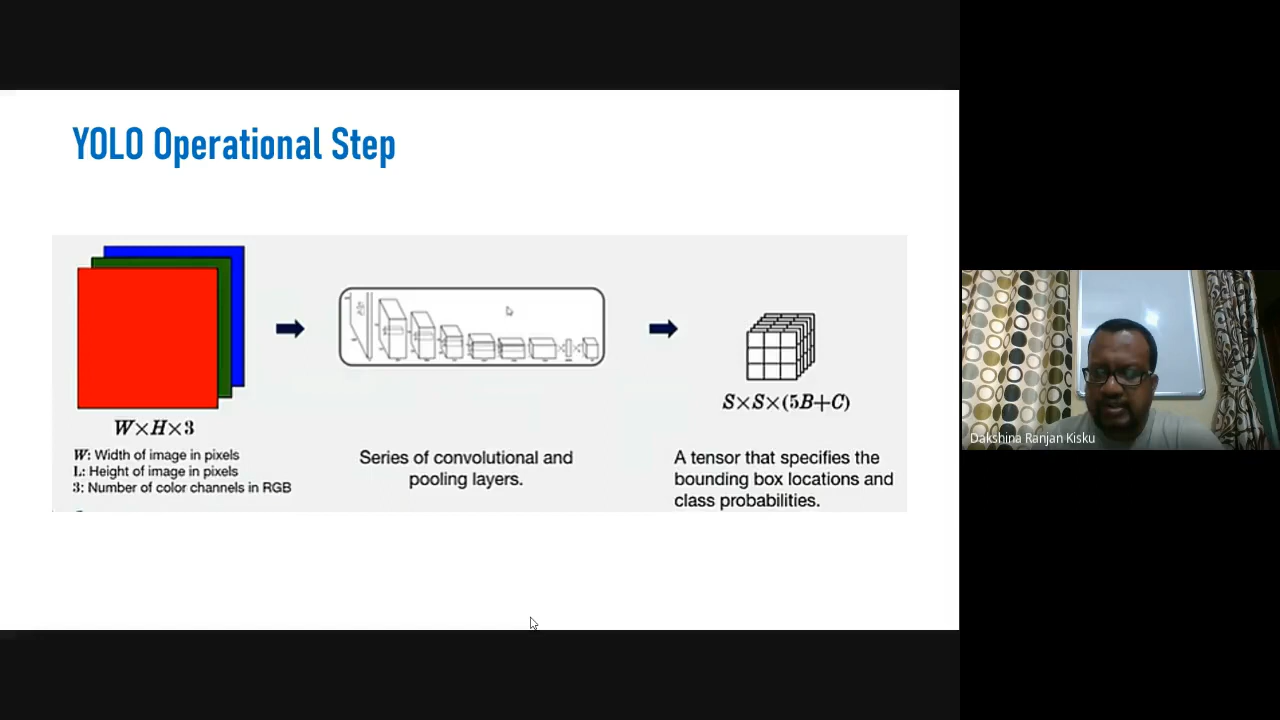 YOLO Operational Step
W×H×3
W: Width of image in pixels
L: Height of image in pixels
3: Number of color channels in RGB
Series of convolutional and
pooling layers.
S×S×(5B+C)
A tensor that specifies the
bounding box locations and
class probabilities.
Dakshina Ranjan Kisku